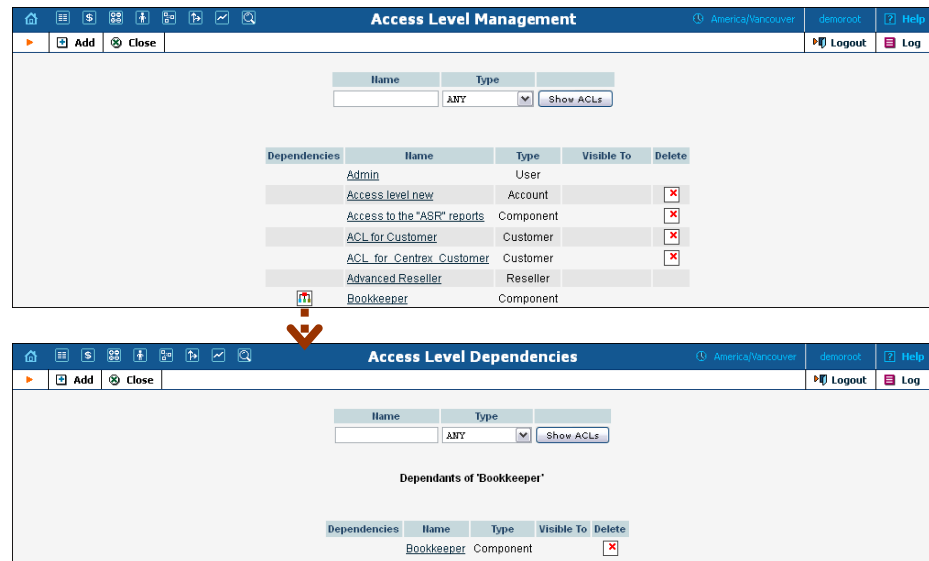 Access Level Management America/Vancouver demoroot ? Help
Add Close Logout Log
Name Type
ANY Show ACLs
Dependencies Name Type Visible To Delete
Admin User
Access level new Account
Access to the "ASR" reports Component
ACL for Customer Customer
ACL_for_Centrex_Customer Customer
Advanced Reseller Reseller
Bookkeeper Component
Access Level Dependencies America/Vancouver demoroot ? Help
Add Close Logout Log
Name Type
ANY Show ACLs
Dependants of 'Bookkeeper'
Dependencies Name Type Visible To Delete
Bookkeeper Component